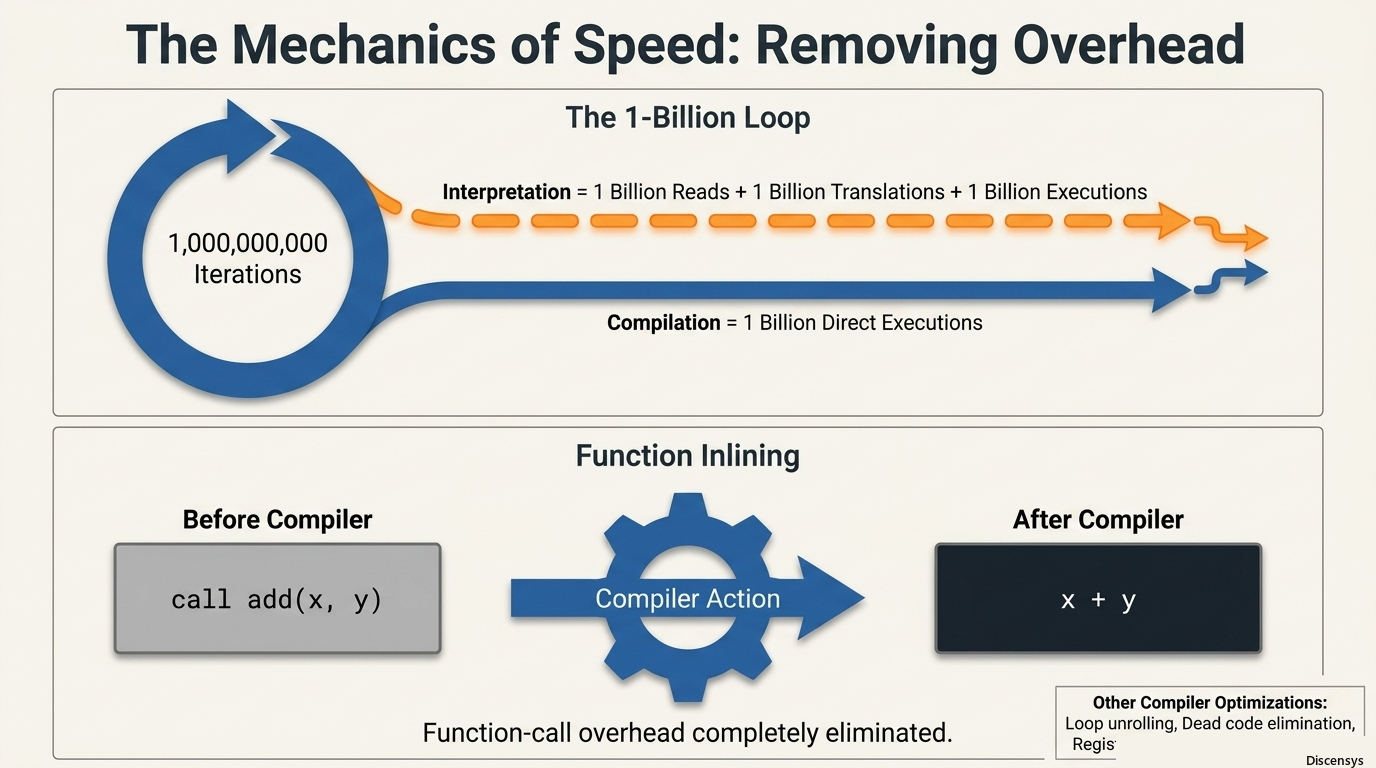 The Mechanics of Speed: Removing Overhead
The 1-Billion Loop
1,000,000,000
Iterations
Interpretation = 1 Billion Reads + 1 Billion Translations + 1 Billion Executions
Compilation = 1 Billion Direct Executions
Function Inlining
Before Compiler
call add(x, y)
Compiler Action
After Compiler
x + y
Function-call overhead completely eliminated.
Other Compiler Optimizations:
Loop unrolling, Dead code elimination,
Discensys